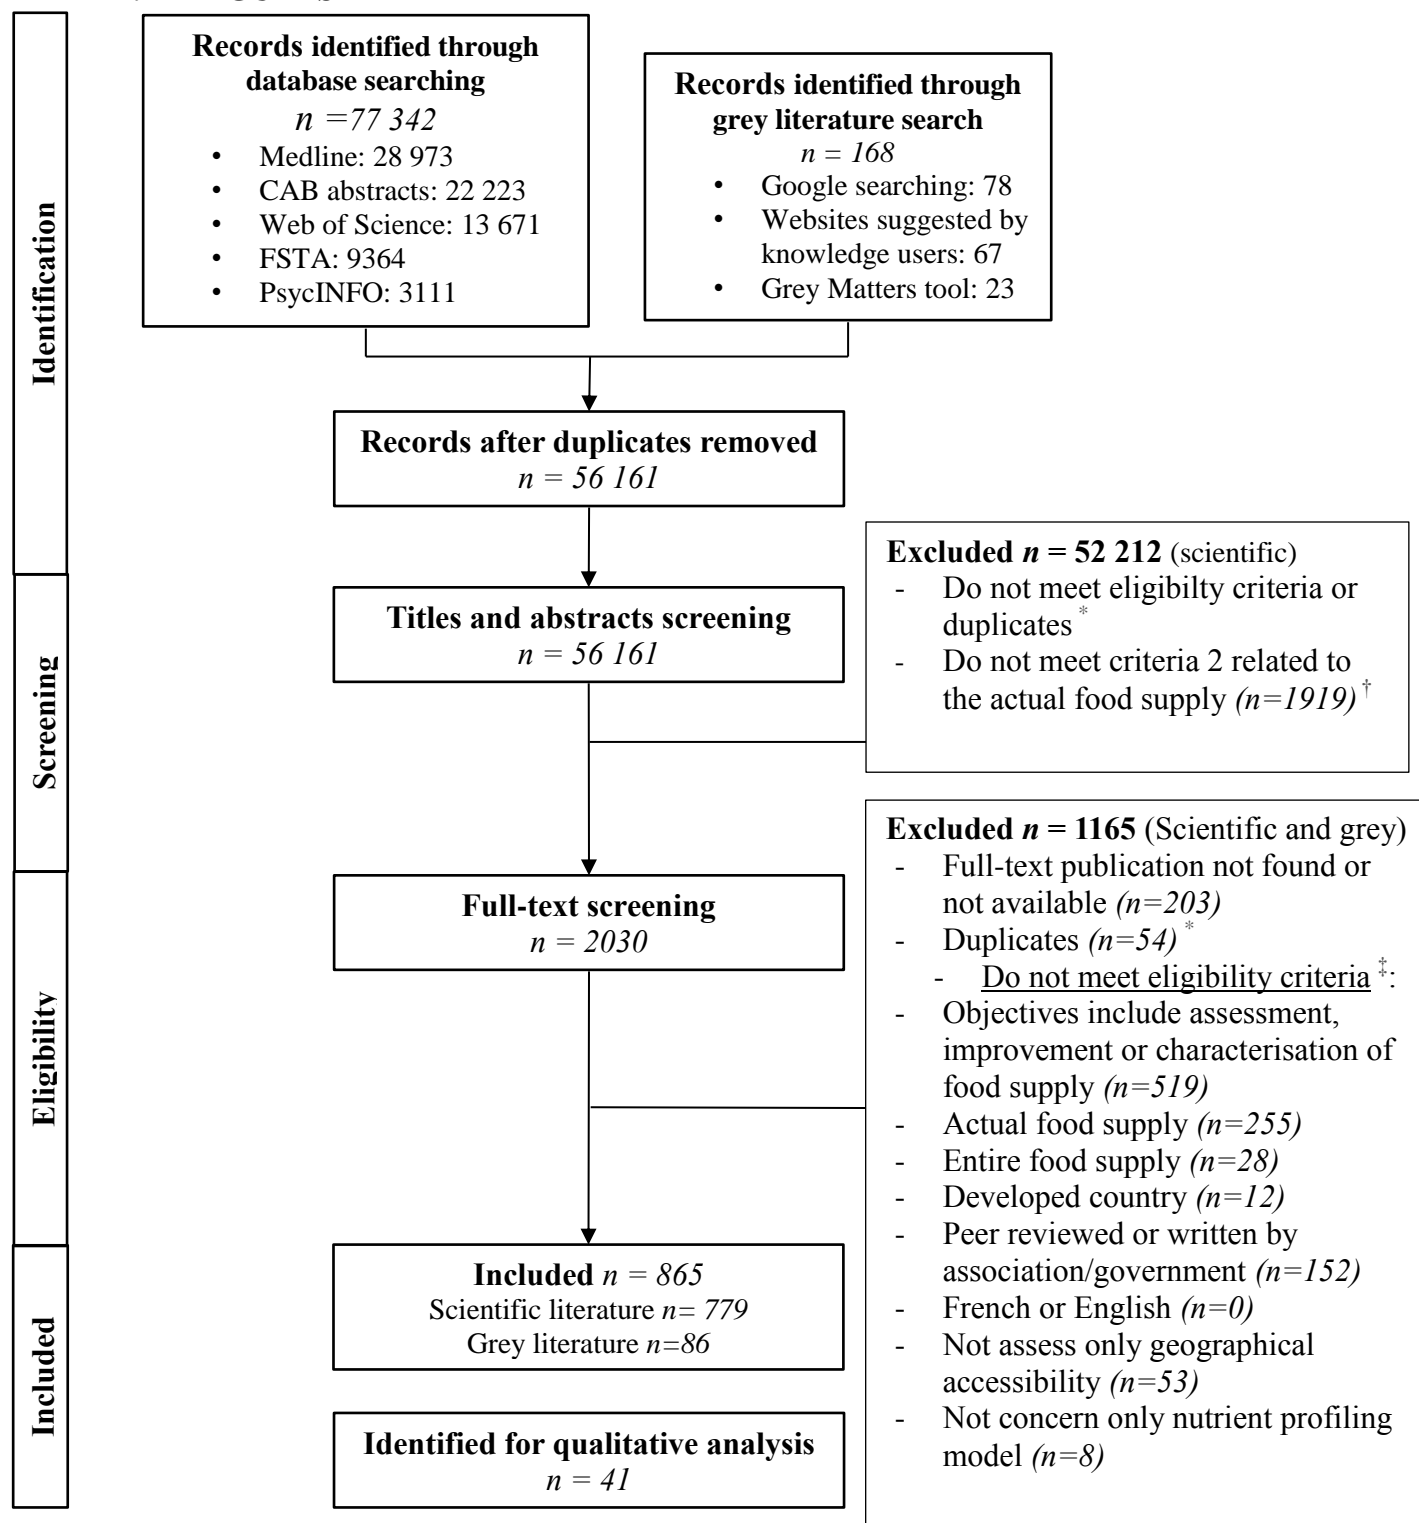 Identification
Records identified through
database searching
n =77 342
• Medline: 28 973
• CAB abstracts: 22 223
• Web of Science: 13 671
• FSTA: 9364
• PsycINFO: 3111
Records identified through
grey literature search
n = 168
• Google searching: 78
• Websites suggested by
knowledge users: 67
• Grey Matters tool: 23
Records after duplicates removed
n = 56 161
Screening
Titles and abstracts screening
n = 56 161
Excluded n = 52 212 (scientific)
- Do not meet eligibilty criteria or
duplicates *
- Do not meet criteria 2 related to
the actual food supply (n=1919) †
Eligibility
Full-text screening
n = 2030
Excluded n = 1165 (Scientific and grey)
- Full-text publication not found or
not available (n=203)
- Duplicates (n=54) *
- Do not meet eligibility criteria ‡:
- Objectives include assessment,
improvement or characterisation of
food supply (n=519)
- Actual food supply (n=255)
- Entire food supply (n=28)
- Developed country (n=12)
- Peer reviewed or written by
association/government (n=152)
- French or English (n=0)
- Not assess only geographical
accessibility (n=53)
- Not concern only nutrient profiling
model (n=8)
Included
Included n = 865
Scientific literature n= 779
Grey literature n=86
Identified for qualitative analysis
n = 41